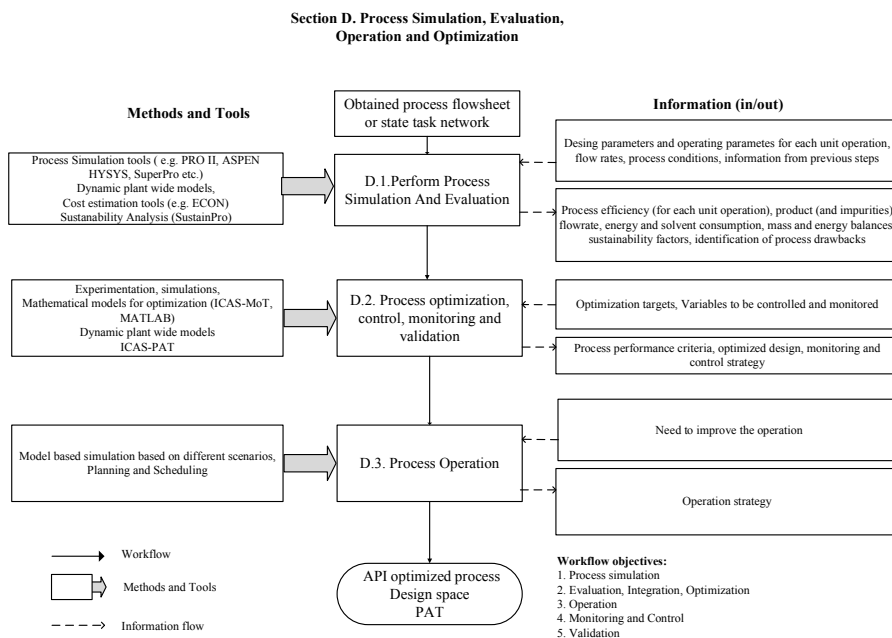 Section D. Process Simulation, Evaluation,
Operation and Optimization
Methods and Tools
Obtained process flowsheet
or state task network
Information (in/out)
Process Simulation tools ( e.g. PRO II, ASPEN
HYSYS, SuperPro etc.)
Dynamic plant wide models,
Cost estimation tools (e.g. ECON)
Sustanability Analysis (SustainPro)
D.1.Perform Process
Simulation And Evaluation
Desing parameters and operating parametes for each unit operation,
flow rates, process conditions, information from previous steps
Process efficiency (for each unit operation), product (and impurities)
flowrate, energy and solvent consumption, mass and energy balances
sustainability factors, identification of process drawbacks
Experimentation, simulations,
Mathematical models for optimization (ICAS-MoT,
MATLAB)
Dynamic plant wide models
ICAS-PAT
D.2. Process optimization,
control, monitoring and
validation
Optimization targets, Variables to be controlled and monitored
Process performance criteria, optimized design, monitoring and
control strategy
Model based simulation based on different scenarios,
Planning and Scheduling
D.3. Process Operation
Need to improve the operation
Operation strategy
Workflow
Methods and Tools
Information flow
API optimized process
Design space
PAT
Workflow objectives:
1. Process simulation
2. Evaluation, Integration, Optimization
3. Operation
4. Monitoring and Control
5. Validation